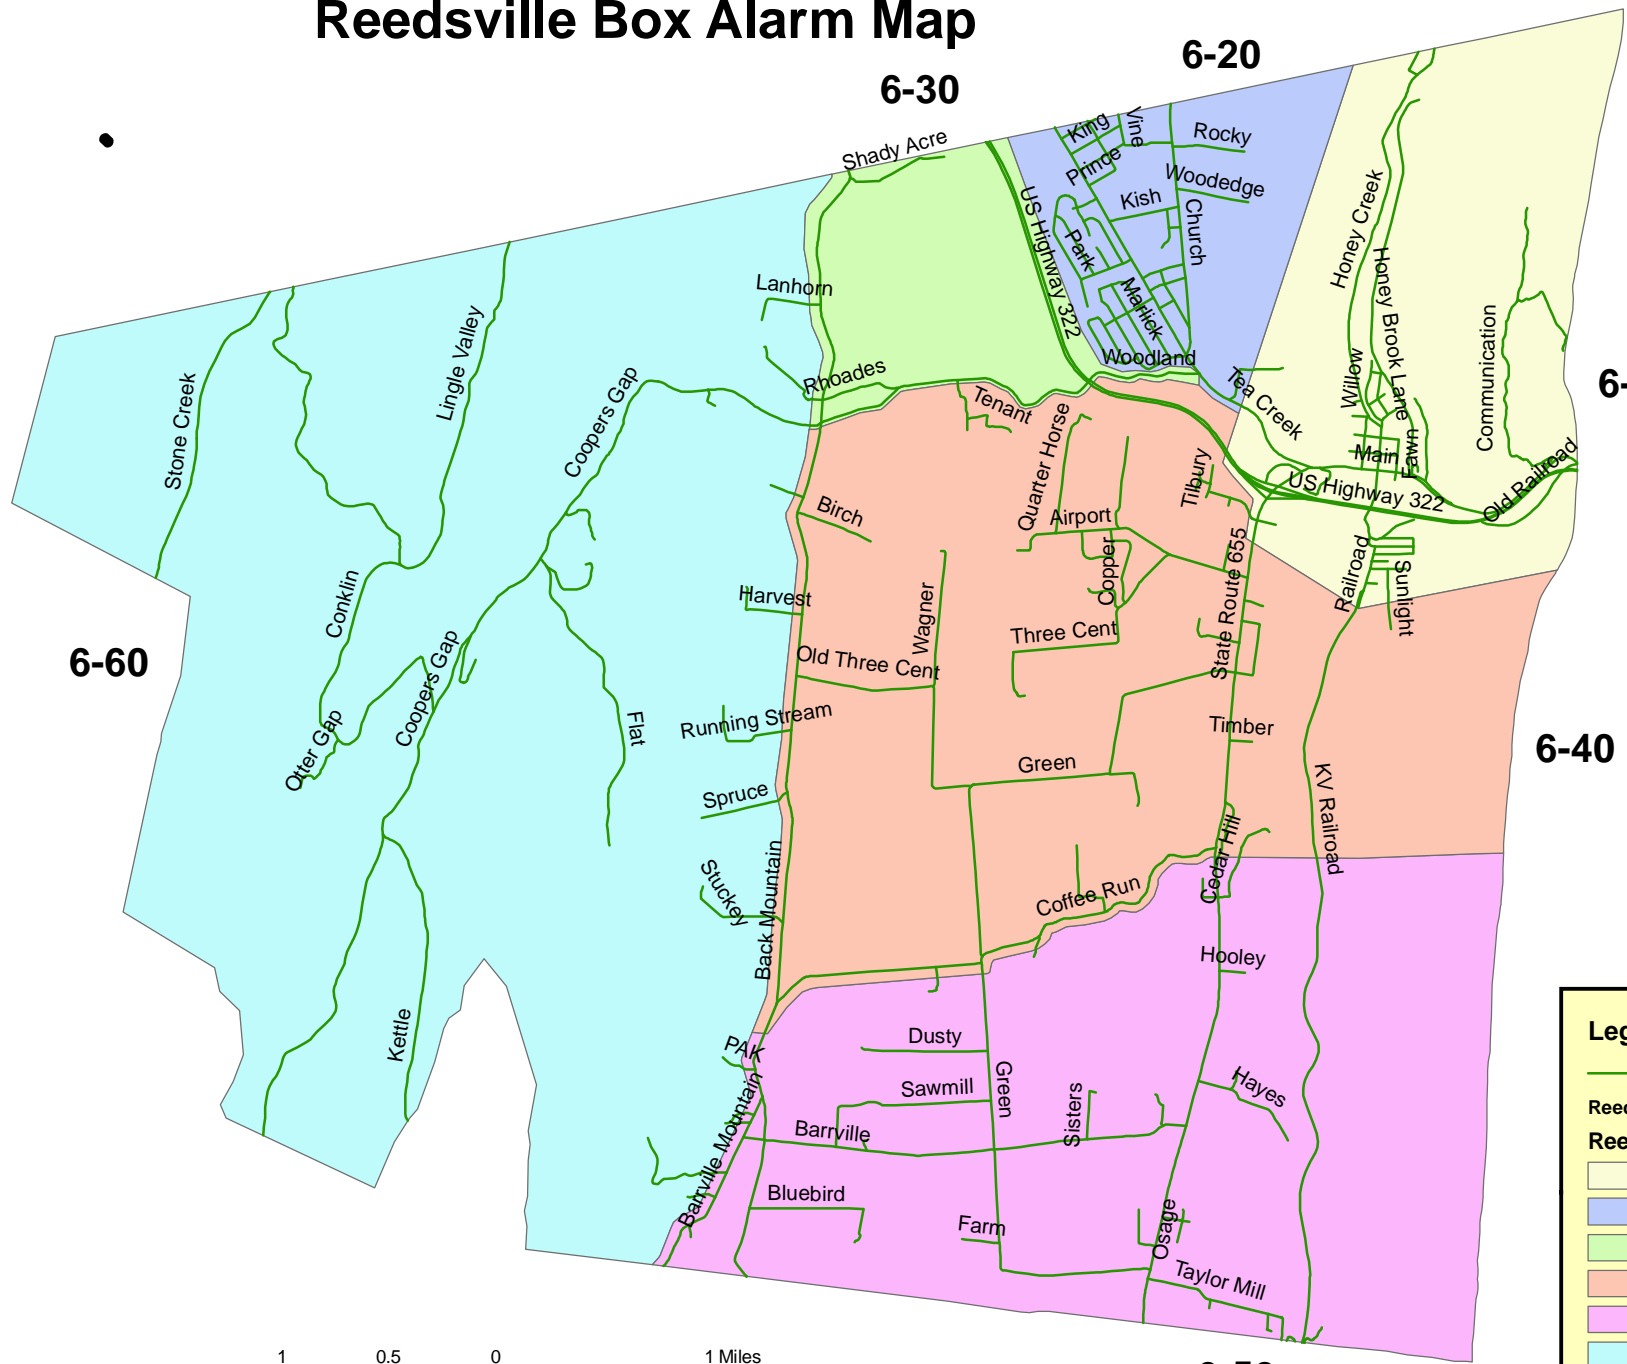 Reedsville Box Alarm Map
6-20
6-30
King
Vine
Rocky
Shady Acre
Prince
Woodedge
Kish
Church
US Highway 322
Park
Honey Creek
Honey Brook Lane
Lanhorn
Marlick
Communication
Lingle Valley
Woodland
Willow
Tea Creek
Rhoades
Coopers Gap
Stone Creek
Tenant
Quarter Horse
Main
Fawn
Tilbury
US Highway 322
Old Railroad
Birch
Airport
Copper
State Route 655
Railroad
Sunlight
Conklin
Harvest
Wagner
Three Cent
6-60
Coopers Gap
Old Three Cent
Otter Gap
Flat
Running Stream
Timber
6-40
Green
KV Railroad
Spruce
Stuckey
Back Mountain
Cedar Hill
Coffee Run
Hooley
Kettle
PAK
Dusty
Green
Sawmill
Sisters
Hayes
Barrville
Barrville Mountain
Bluebird
Farm
Osage
Taylor Mill
1 0.5 0 1 Miles